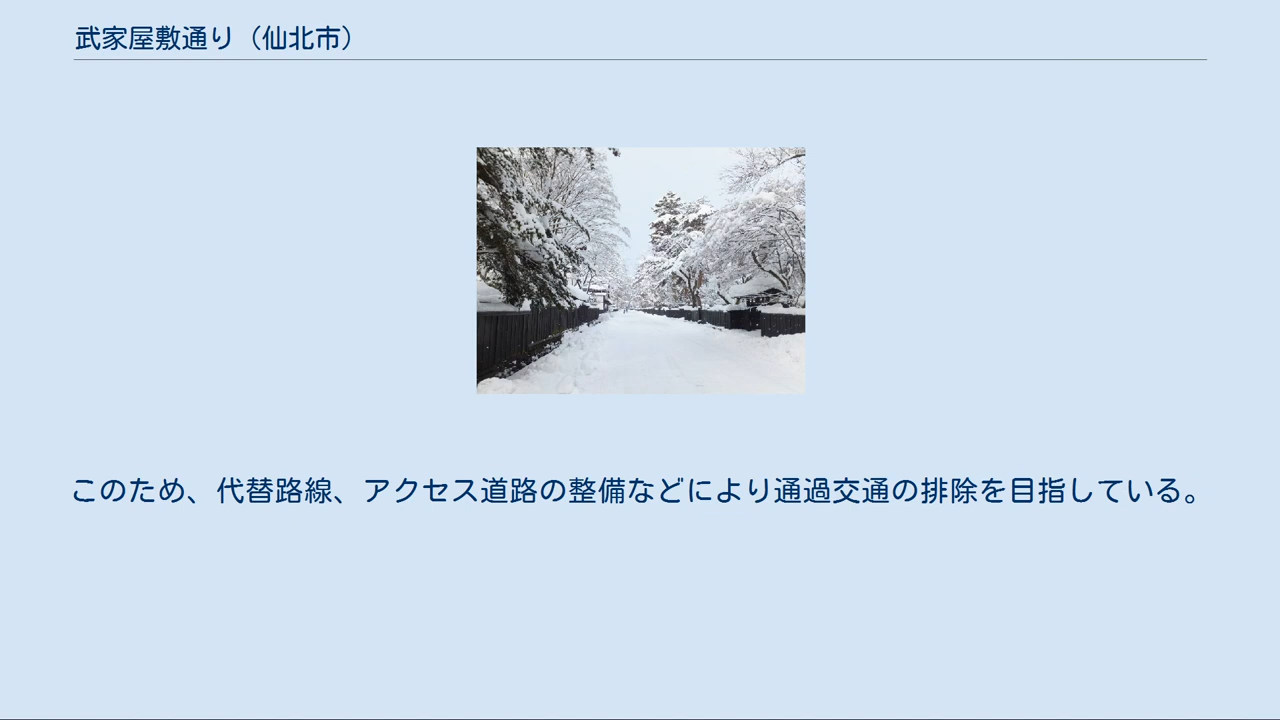 武家屋敷通り（仙北市）
このため、代替路線、アクセス道路の整備などにより通過交通の排除を目指している。